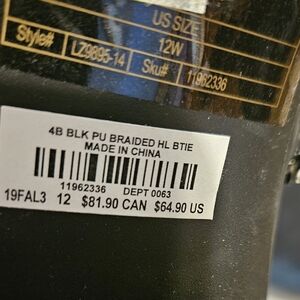 US SIZE
Style# LZ9895-14 12W
Sku# 11962336
4B BLK PU BRAIDED HL BTIE
MADE IN CHINA
11962336 DEPT 0063
19FAL3 12 $81.90 CAN $64.90 US